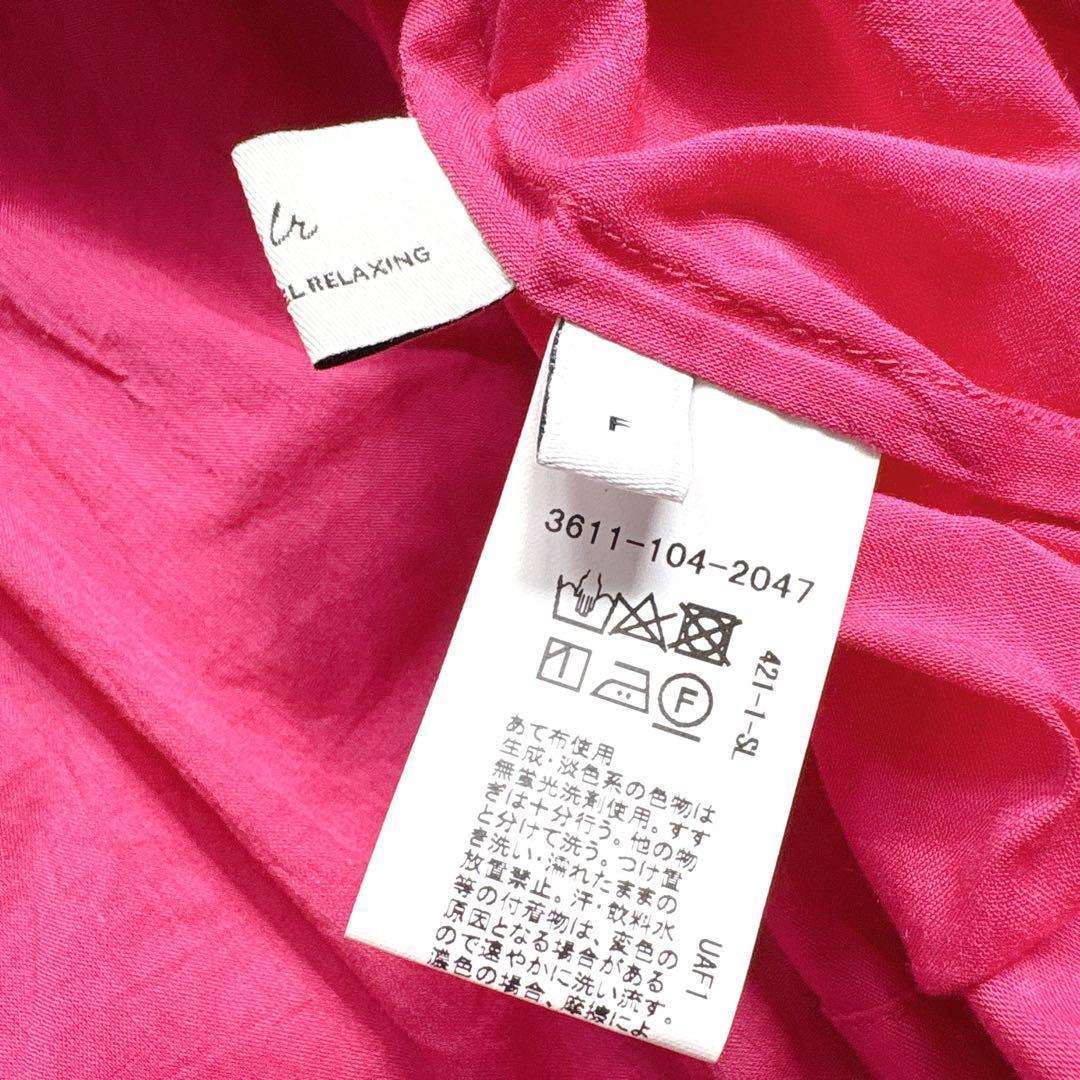 lr
EL RELAXING
F
3611-104-2047
421-1-SL
F
あて布使用
生成・淡色系の色物は
無蛍光洗剤使用。すす
ぎは十分行う。他の物
と分けて洗う。つけ置
き洗い・濡れたままの
放置禁止。汗・飲料水
等の付着物は、変色の
原因となる場合がある
ので速やかに洗い流す。
濃色の場合、摩擦によ
UAF1